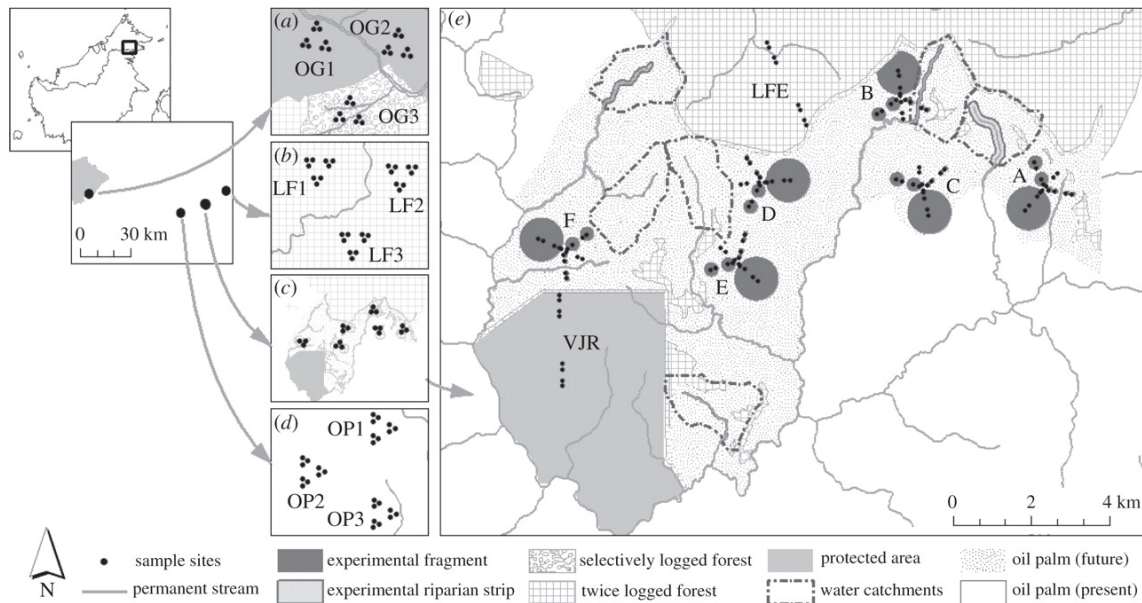 (a)
OG2
OG1
OG3
(b)
LF1
LF2
LF3
(c)
(d)
OP1
OP2
OP3
0 30 km
(e)
LFE
B
A
C
D
F
E
VJR
0 2 4 km
N
sample sites
permanent stream
experimental fragment
experimental riparian strip
selectively logged forest
twice logged forest
protected area
water catchments
oil palm (future)
oil palm (present)